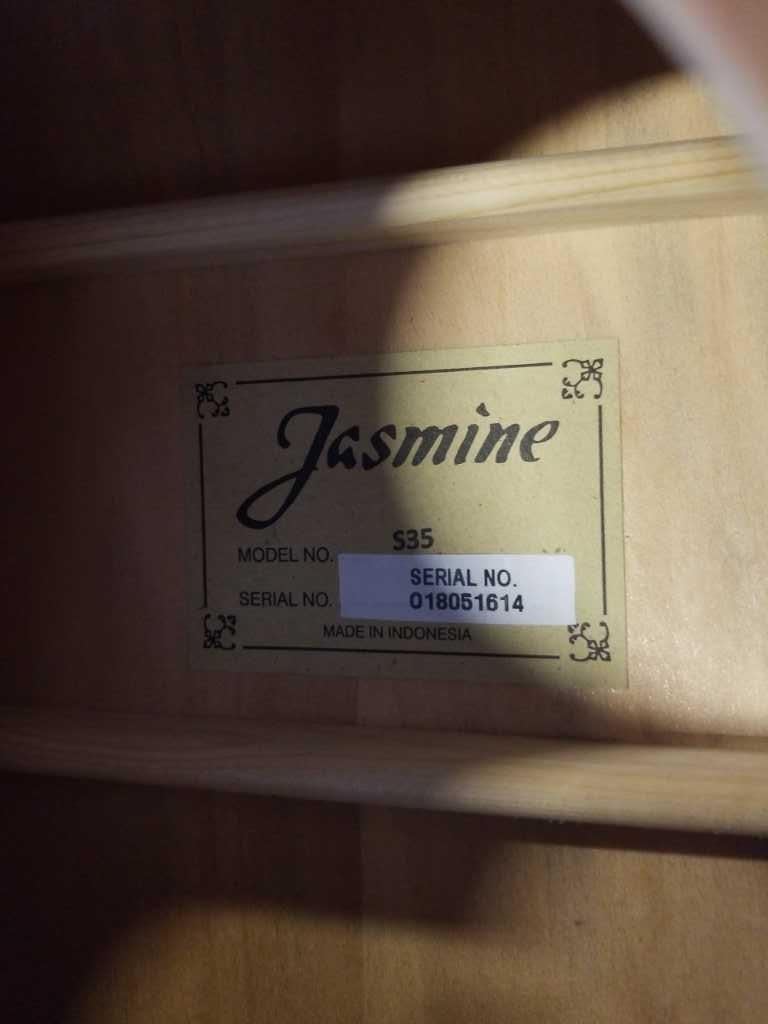 Jasmine
MODEL NO. S35
SERIAL NO.
SERIAL NO. 018051614
MADE IN INDONESIA